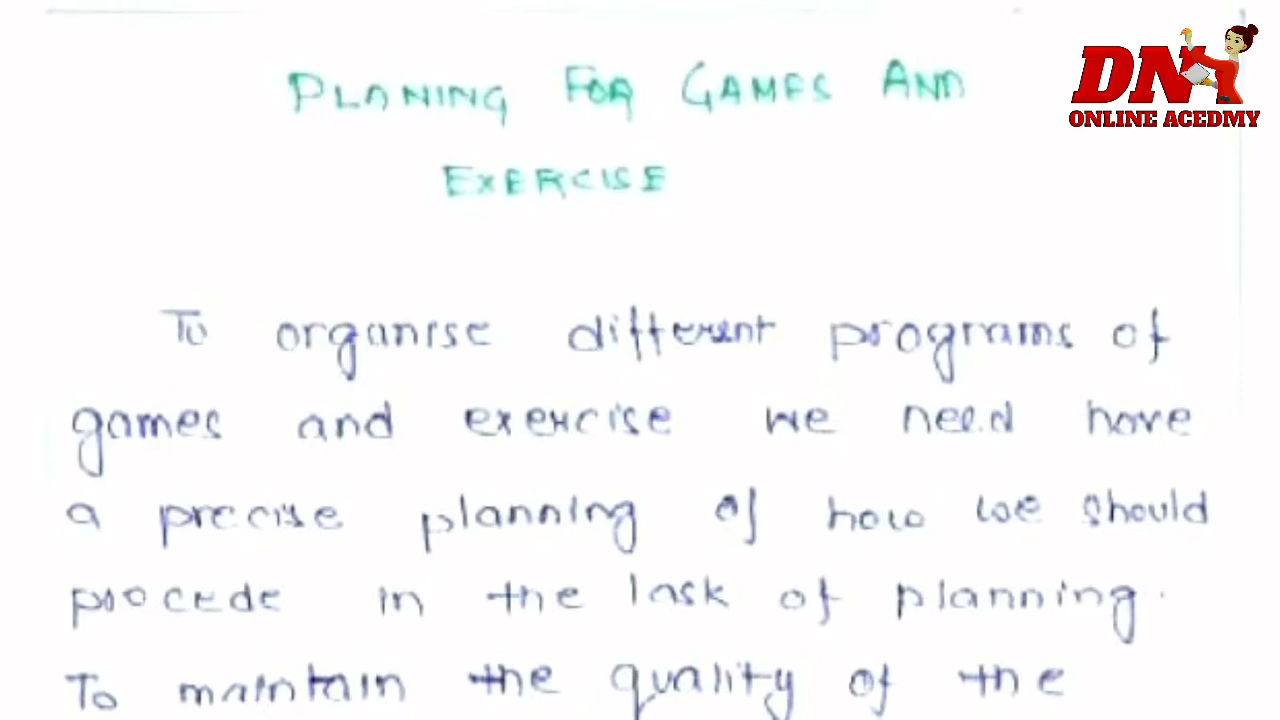 PLANING FOR GAMES AND
EXERCISE
DN
ONLINE ACEDMY
To organise different programs of
games and exercise we need have
a precise planning of how we should
procede in the lask of planning.
To maintain the quality of the